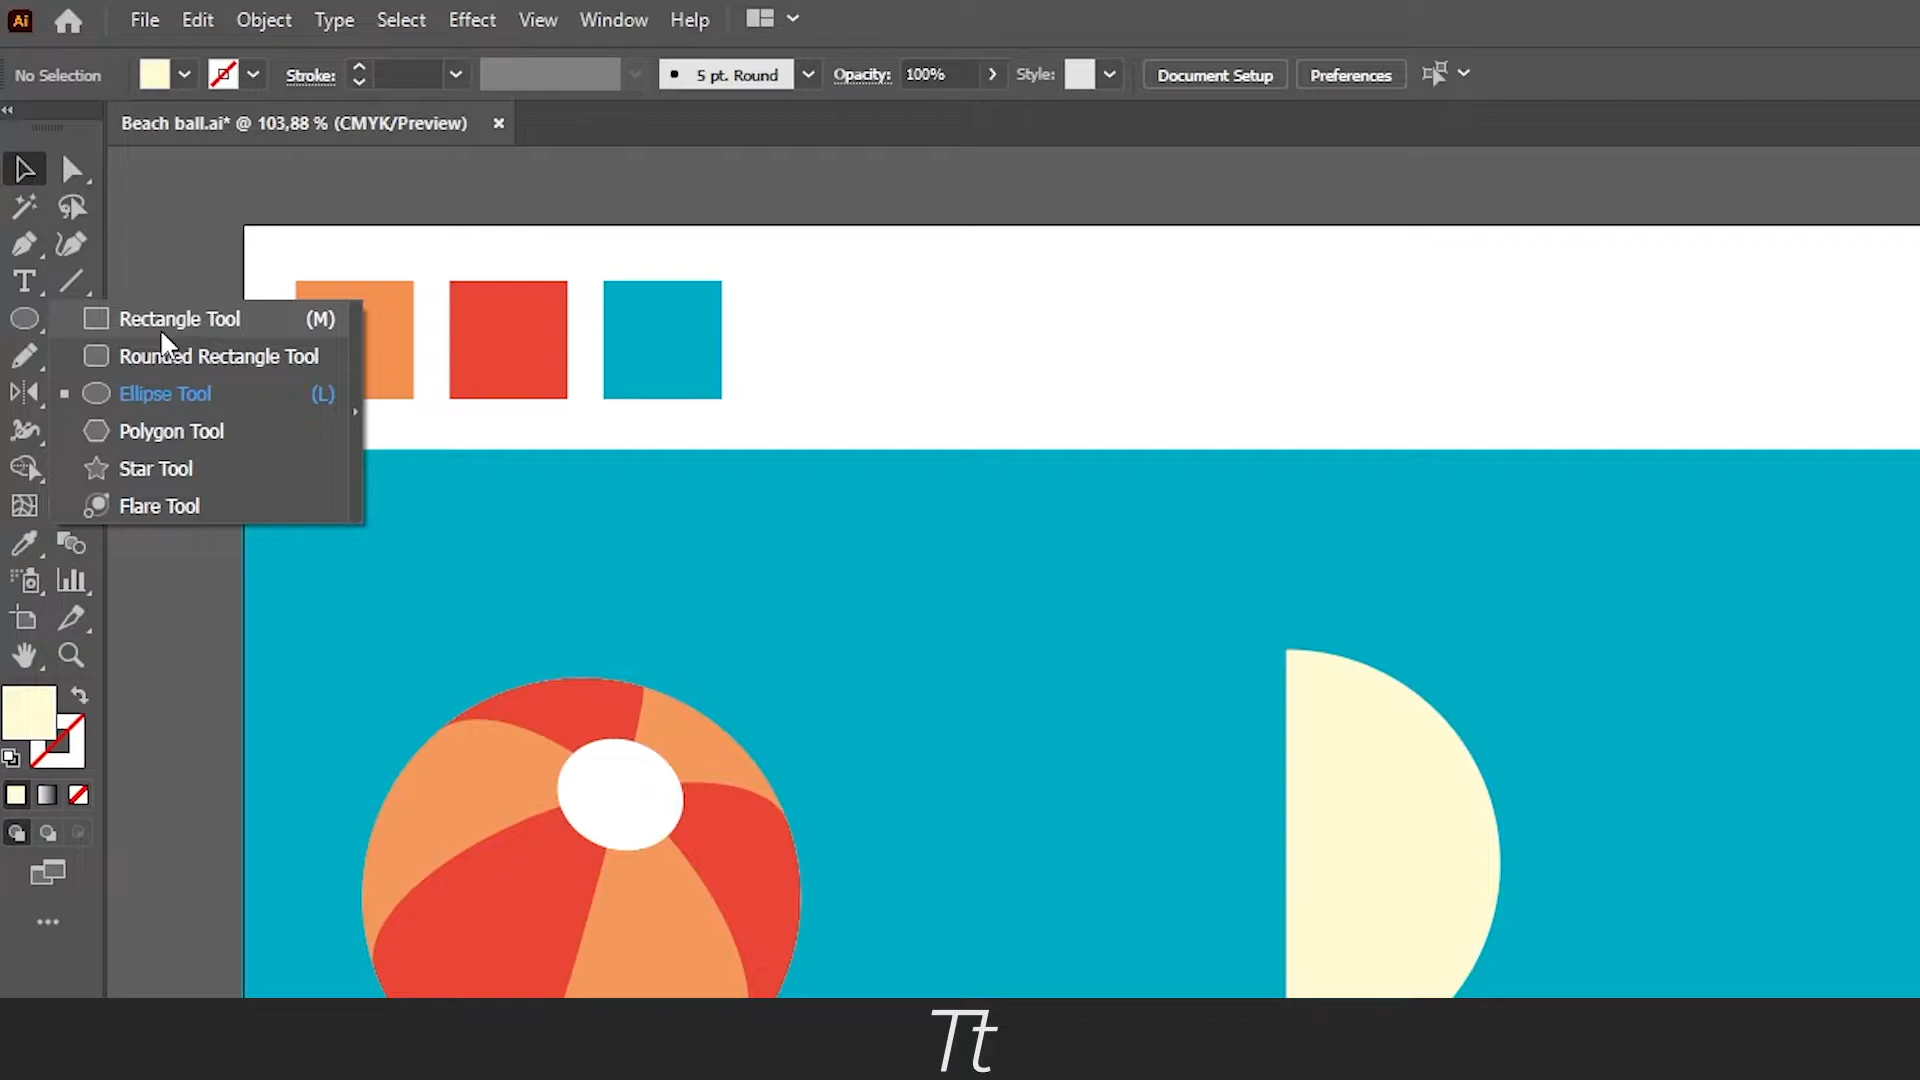 Ai File Edit Object Type Select Effect View Window Help
No Selection Stroke: 5 pt. Round Opacity: 100% Style: Document Setup Preferences
Beach ball.ai* @ 103,88 % (CMYK/Preview)
Rectangle Tool (M)
Rounded Rectangle Tool
Ellipse Tool (L)
Polygon Tool
Star Tool
Flare Tool
Tt